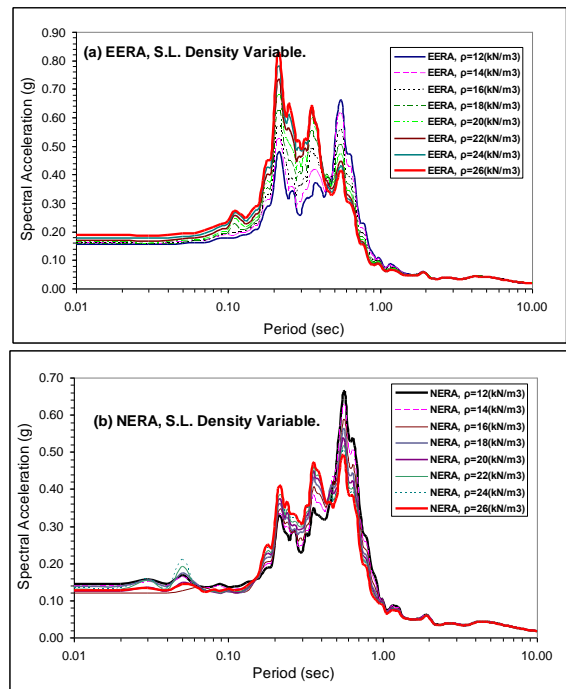 (a) EERA, S.L. Density Variable.
Spectral Acceleration (g)
0.90
0.80
0.70
0.60
0.50
0.40
0.30
0.20
0.10
0.00
EERA, ρ=12(kN/m3)
EERA, ρ=14(kN/m3)
EERA, ρ=16(kN/m3)
EERA, ρ=18(kN/m3)
EERA, ρ=20(kN/m3)
EERA, ρ=22(kN/m3)
EERA, ρ=24(kN/m3)
EERA, ρ=26(kN/m3)
0.01 0.10 1.00 10.00
Period (sec)
(b) NERA, S.L. Density Variable.
Spectral Acceleration (g)
0.70
0.60
0.50
0.40
0.30
0.20
0.10
0.00
NERA, ρ=12(kN/m3)
NERA, ρ=14(kN/m3)
NERA, ρ=16(kN/m3)
NERA, ρ=18(kN/m3)
NERA, ρ=20(kN/m3)
NERA, ρ=22(kN/m3)
NERA, ρ=24(kN/m3)
NERA, ρ=26(kN/m3)
0.01 0.10 1.00 10.00
Period (sec)